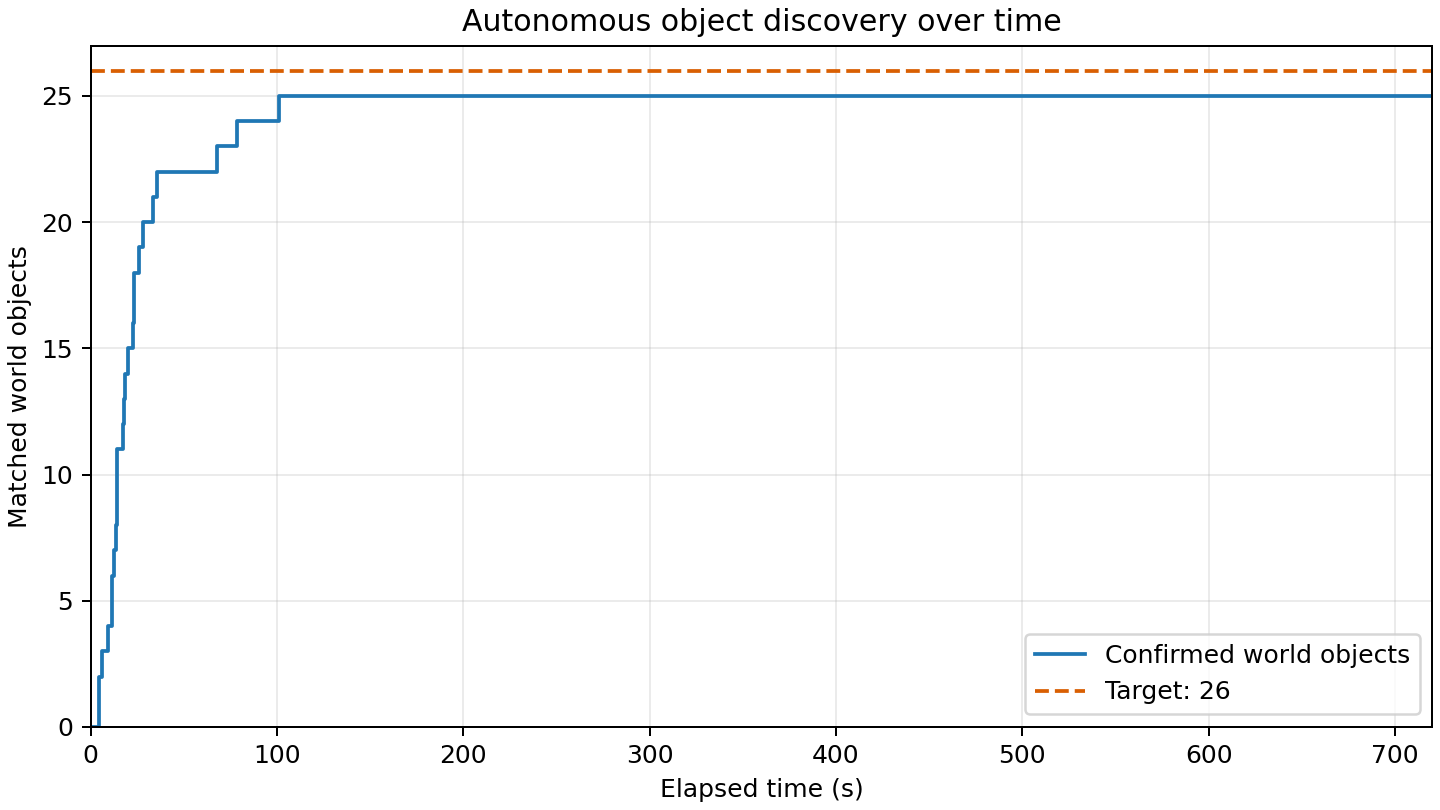 Autonomous object discovery over time
Matched world objects
25
20
15
10
5
0
0 100 200 300 400 500 600 700
Elapsed time (s)
Confirmed world objects
Target: 26